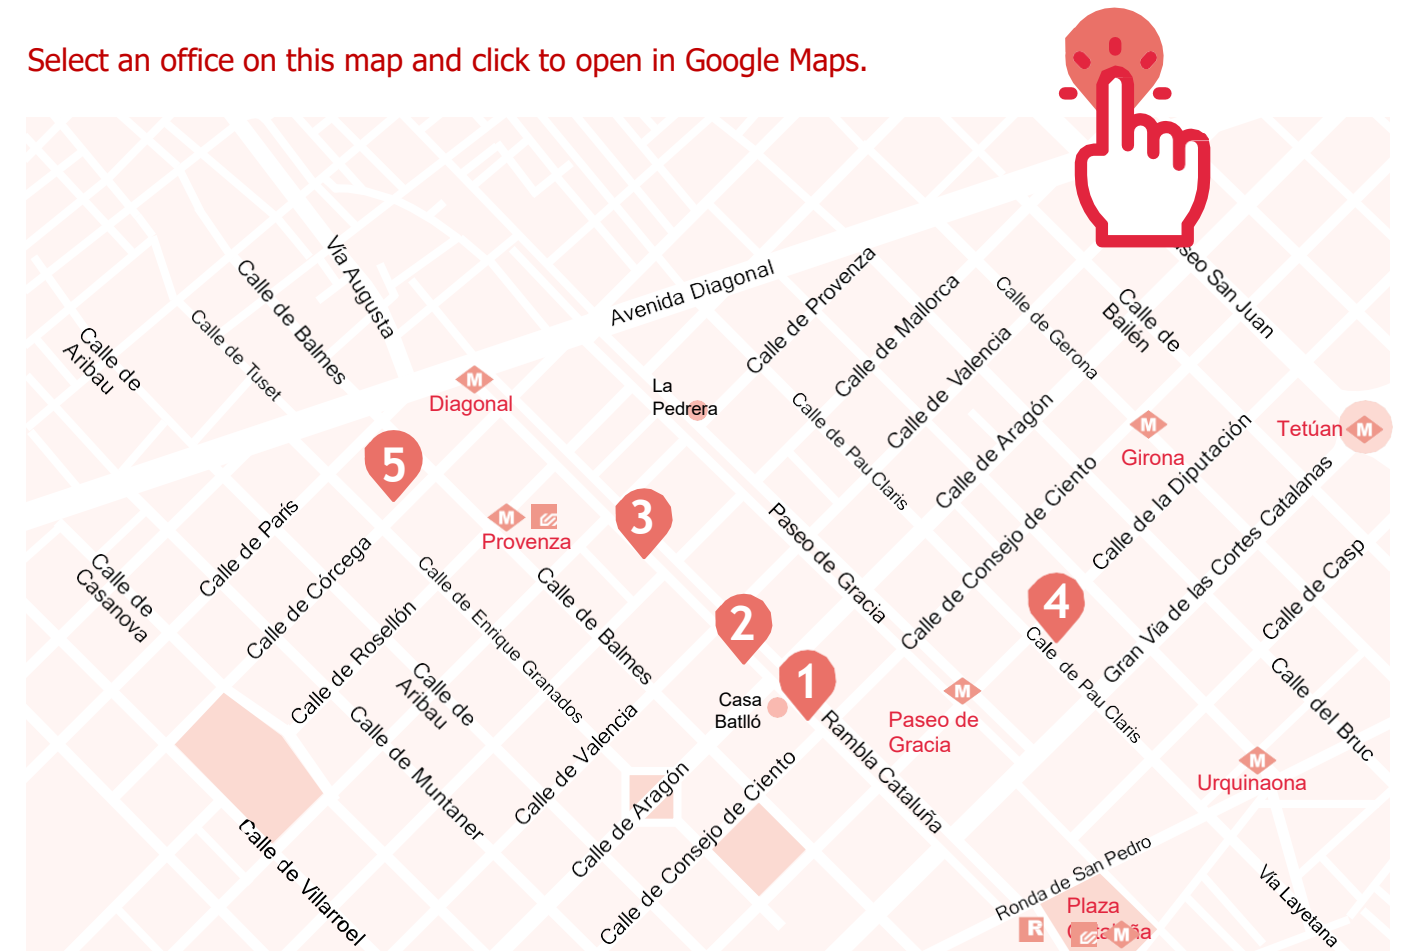 Select an office on this map and click to open in Google Maps.
Vía Augusta
Calle de Balmes
Calle de Tuset
Calle de
Aribau
Avenida Diagonal
Calle de Provenza
Calle de Mallorca
Calle de Valencia
Calle de Gerona
Calle de
Bailén
seo San Juan
M
Diagonal
La
Pedrera
Calle de Pau Claris
Calle de Aragón
M
Girona
Tetúan M
Calle de la Diputación
Calle de Consejo de Ciento
Gran Via de las Cortes Catalanas
Calle de Casp
5
M
Provenza
3
Calle de París
Calle de Córcega
Calle de
Casanova
Calle de Rosellón
Calle de Enrique Granados
Calle de Balmes
Paseo de Gracia
2
4
Cale de Pau Claris
Calle del Bruc
1
Casa
Batlló
M
Paseo de
Gracia
Calle de
Aribau
Calle de Muntaner
Calle de Valencia
Calle de Aragón
Calle de Consejo de Ciento
Rambla Cataluña
M
Urquinaona
Calle de Villarroel
Ronda de San Pedro
Vía Layetana
Plaza
R
M